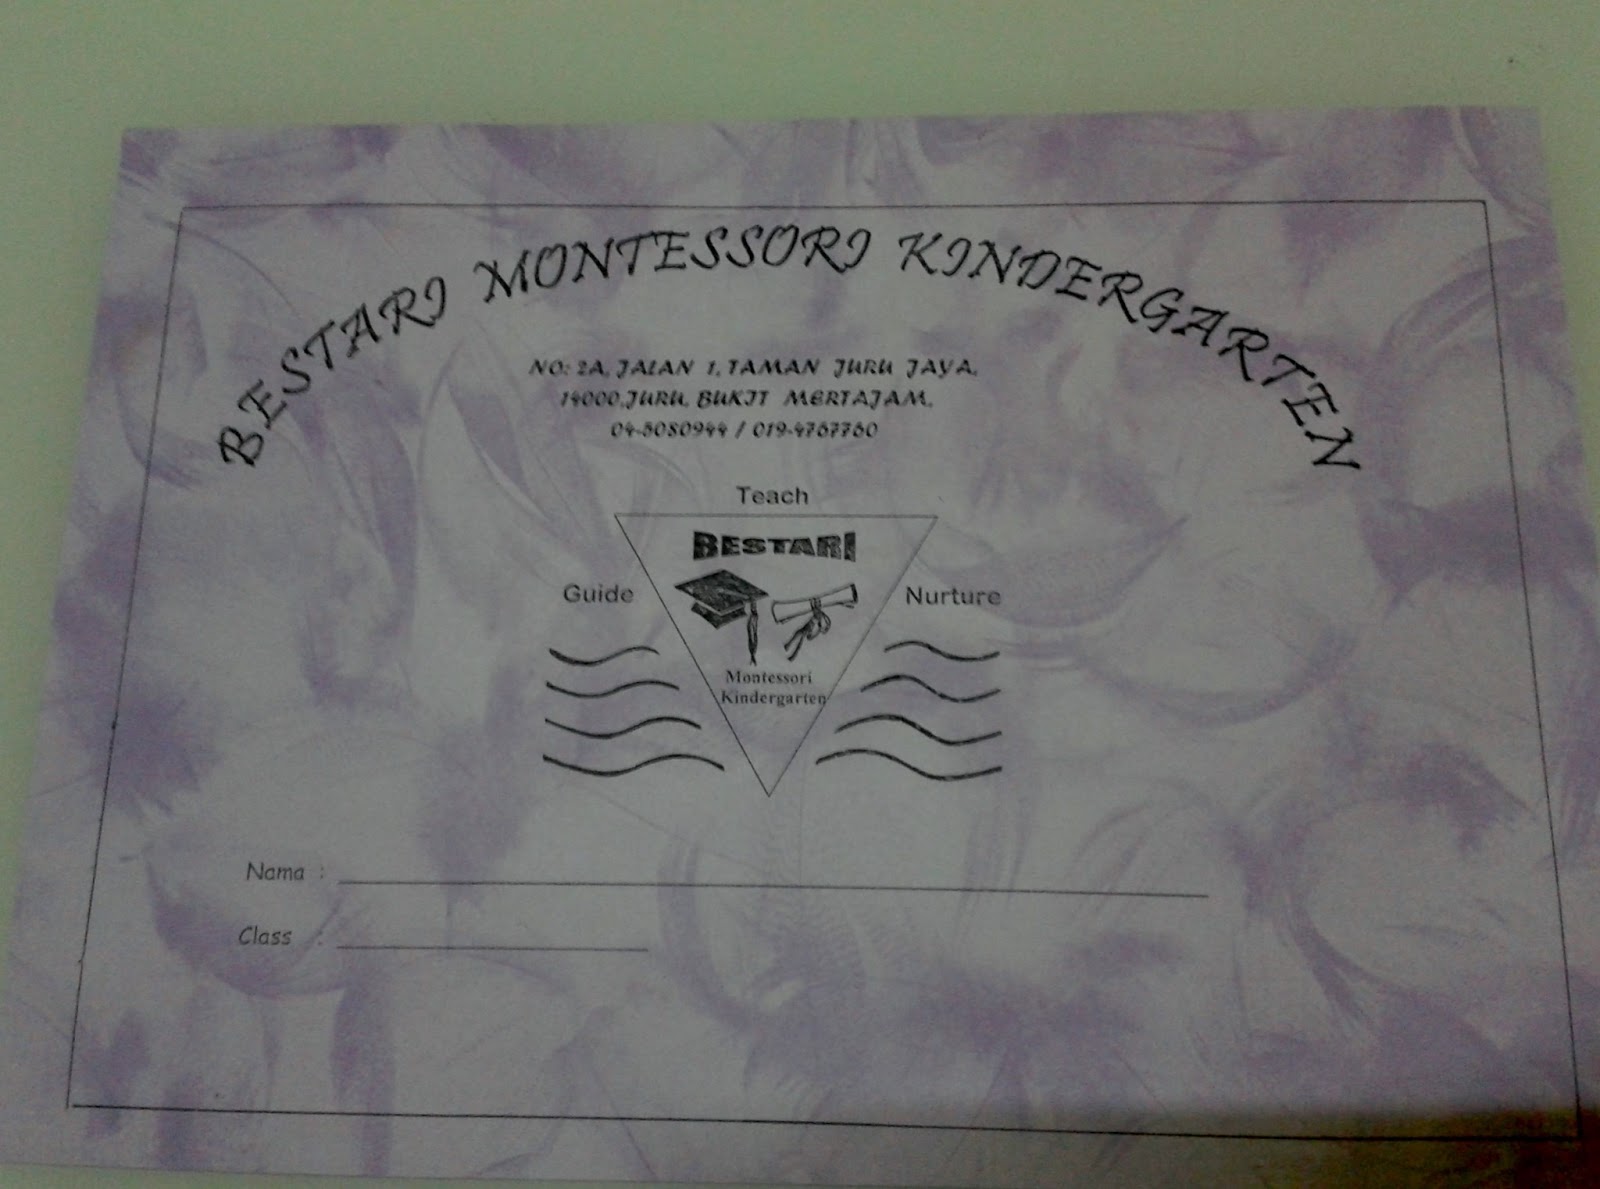 BESTARI MONTESSORI KINDERGARTEN
NO: 2A, JALAN 1, TAMAN JURU JAYA,
14000, JURU, BUKIT MERTAJAM,
04-5080944 / 019-4767760
Teach
BESTARI
Guide
Nurture
Montessori
Kindergarten
Nama :
Class :